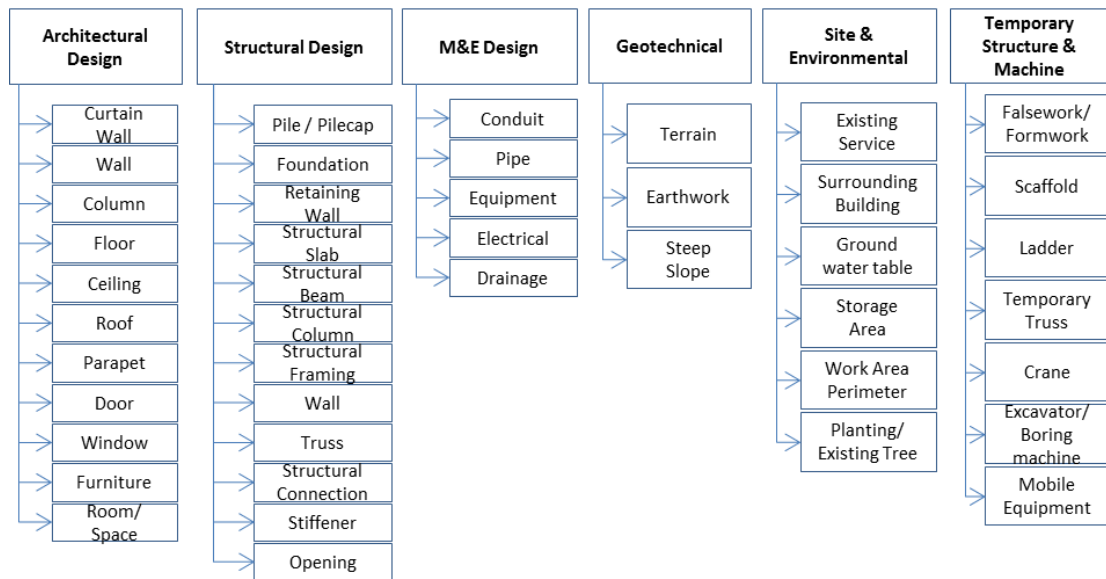 Architectural
Design
Curtain
Wall
Wall
Column
Floor
Ceiling
Roof
Parapet
Door
Window
Furniture
Room/
Space
Structural Design
Pile / Pilecap
Foundation
Retaining
Wall
Structural
Slab
Structural
Beam
Structural
Column
Structural
Framing
Wall
Truss
Structural
Connection
Stiffener
Opening
M&E Design
Conduit
Pipe
Equipment
Electrical
Drainage
Geotechnical
Terrain
Earthwork
Steep
Slope
Site &
Environmental
Existing
Service
Surrounding
Building
Ground
water table
Storage
Area
Work Area
Perimeter
Planting/
Existing Tree
Temporary
Structure &
Machine
Falsework/
Formwork
Scaffold
Ladder
Temporary
Truss
Crane
Excavator/
Boring
machine
Mobile
Equipment